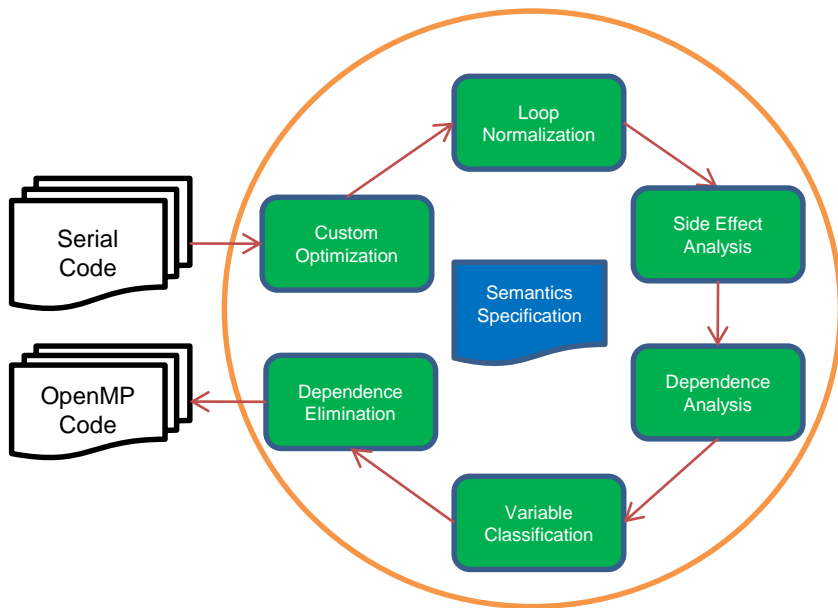 Loop
Normalization
Serial
Code
Custom
Optimization
Side Effect
Analysis
Semantics
Specification
OpenMP
Code
Dependence
Elimination
Dependence
Analysis
Variable
Classification